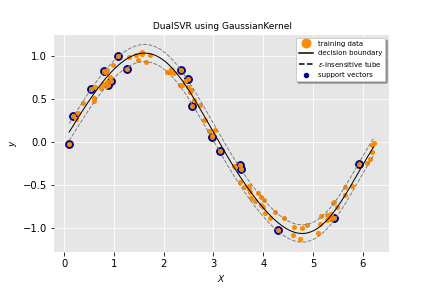 DualSVR using GaussianKernel
training data
decision boundary
ε-insensitive tube
support vectors
1.0
0.5
0.0
−0.5
−1.0
y
0
1
2
3
4
5
6
X